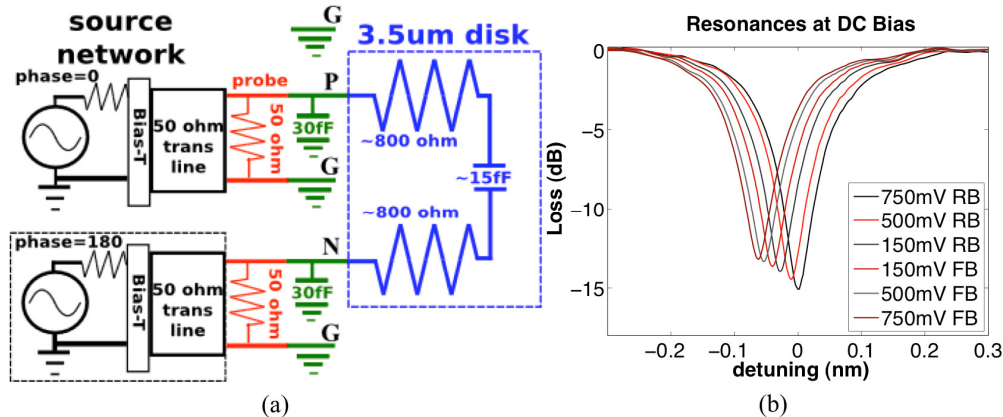 source
network
phase=0
Bias-T
50 ohm
trans
line
probe
50 ohm
G
P
30fF
G
3.5um disk
~800 ohm
~15fF
~800 ohm
phase=180
Bias-T
50 ohm
trans
line
50 ohm
N
30fF
G
(a)
Resonances at DC Bias
Loss (dB)
0
−5
−10
−15
−0.2
−0.1
0
0.1
0.2
0.3
detuning (nm)
750mV RB
500mV RB
150mV RB
150mV FB
500mV FB
750mV FB
(b)